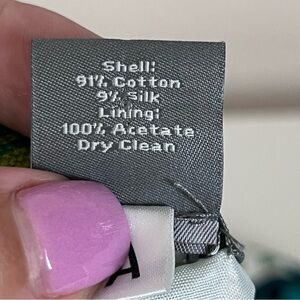 Shell:
91% Cotton
9% Silk
Lining:
100% Acetate
Dry Clean